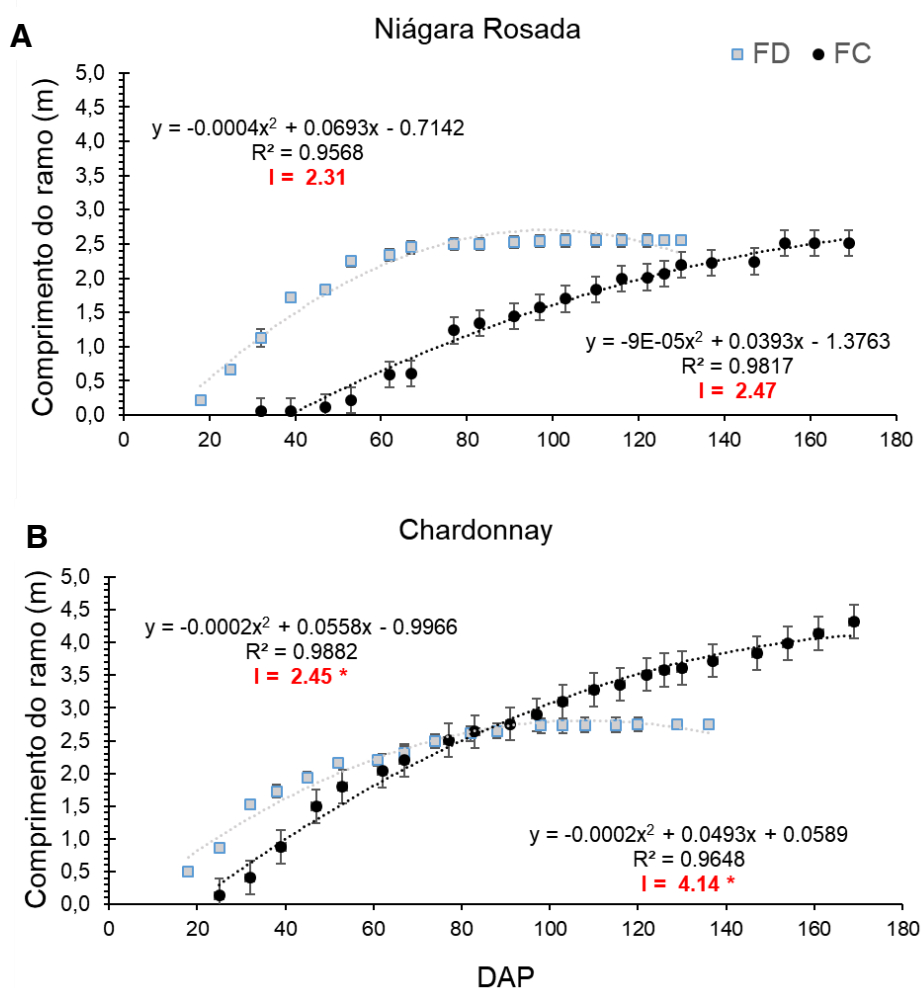 A
Niágara Rosada
FD FC
Comprimento do ramo (m)
5,0
4,5
4,0
3,5
3,0
2,5
2,0
1,5
1,0
0,5
0,0
y = -0.0004x² + 0.0693x - 0.7142
R² = 0.9568
I = 2.31
y = -9E-05x² + 0.0393x - 1.3763
R² = 0.9817
I = 2.47
0 20 40 60 80 100 120 140 160 180
B
Chardonnay
Comprimento do ramo (m)
5,0
4,5
4,0
3,5
3,0
2,5
2,0
1,5
1,0
0,5
0,0
y = -0.0002x² + 0.0558x - 0.9966
R² = 0.9882
I = 2.45 *
y = -0.0002x² + 0.0493x + 0.0589
R² = 0.9648
I = 4.14 *
0 20 40 60 80 100 120 140 160 180
DAP